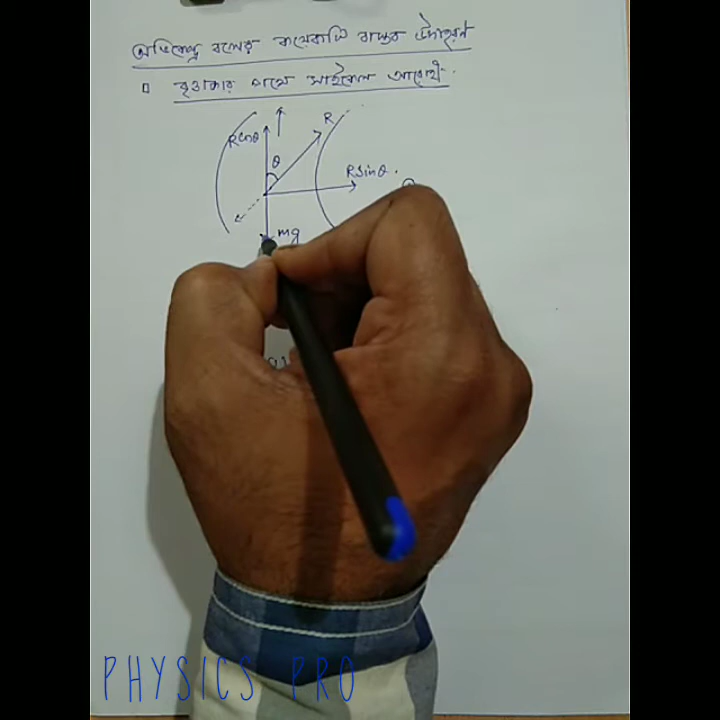 অভিকেন্দ্র বলের কয়েকটি বাস্তব উদাহরণ
▯ বৃত্তাকার পথে সাইকেল আরোহী
R
Rcosθ
θ
Rsinθ.
mg
PHYSICS PRO